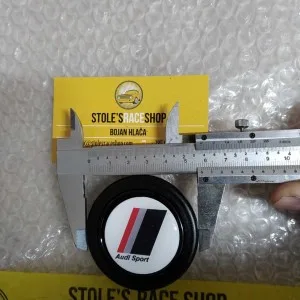 STOLE'S RACE SHOP
BOJAN HLAČA
Audi Sport
STOLE'S RACE SHOP